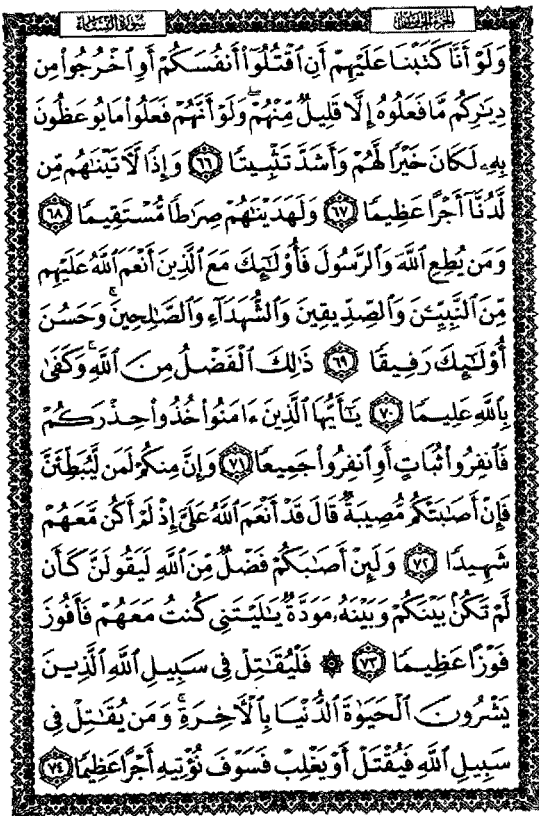 الجزء الخامس
سورة النساء
وَلَوْ أَنَّا كَتَبْنَا عَلَيْهِمْ أَنِ ٱقْتُلُوٓا۟ أَنفُسَكُمْ أَوِ ٱخْرُجُوا۟ مِن
دِيَٰرِكُم مَّا فَعَلُوهُ إِلَّا قَلِيلٌ مِّنْهُمْ ۖ وَلَوْ أَنَّهُمْ فَعَلُوا۟ مَا يُوعَظُونَ
بِهِۦ لَكَانَ خَيْرًا لَّهُمْ وَأَشَدَّ تَثْبِيتًا ٦٦ وَإِذًا لَّءَاتَيْنَٰهُم مِّن
لَّدُنَّآ أَجْرًا عَظِيمًا ٦٧ وَلَهَدَيْنَٰهُمْ صِرَٰطًا مُّسْتَقِيمًا ٦٨
وَمَن يُطِعِ ٱللَّهَ وَٱلرَّسُولَ فَأُو۟لَٰٓئِكَ مَعَ ٱلَّذِينَ أَنْعَمَ ٱللَّهُ عَلَيْهِم
مِّنَ ٱلنَّبِيِّـۧنَ وَٱلصِّدِّيقِينَ وَٱلشُّهَدَآءِ وَٱلصَّٰلِحِينَ ۚ وَحَسُنَ
أُو۟لَٰٓئِكَ رَفِيقًا ٦٩ ذَٰلِكَ ٱلْفَضْلُ مِنَ ٱللَّهِ ۚ وَكَفَىٰ
بِٱللَّهِ عَلِيمًا ٧٠ يَٰٓأَيُّهَا ٱلَّذِينَ ءَامَنُوا۟ خُذُوا۟ حِذْرَكُمْ
فَٱنفِرُوا۟ ثُبَاتٍ أَوِ ٱنفِرُوا۟ جَمِيعًا ٧١ وَإِنَّ مِنكُمْ لَمَن لَّيُبَطِّئَنَّ
فَإِنْ أَصَٰبَتْكُم مُّصِيبَةٌ قَالَ قَدْ أَنْعَمَ ٱللَّهُ عَلَىَّ إِذْ لَمْ أَكُن مَّعَهُمْ
شَهِيدًا ٧٢ وَلَئِنْ أَصَٰبَكُمْ فَضْلٌ مِّنَ ٱللَّهِ لَيَقُولَنَّ كَأَن
لَّمْ تَكُنۢ بَيْنَكُمْ وَبَيْنَهُۥ مَوَدَّةٌ يَٰلَيْتَنِى كُنتُ مَعَهُمْ فَأَفُوزَ
فَوْزًا عَظِيمًا ٧٣ ۞ فَلْيُقَٰتِلْ فِى سَبِيلِ ٱللَّهِ ٱلَّذِينَ
يَشْرُونَ ٱلْحَيَوٰةَ ٱلدُّنْيَا بِٱلْءَاخِرَةِ ۚ وَمَن يُقَٰتِلْ فِى
سَبِيلِ ٱللَّهِ فَيُقْتَلْ أَوْ يَغْلِبْ فَسَوْفَ نُؤْتِيهِ أَجْرًا عَظِيمًا ٧٤